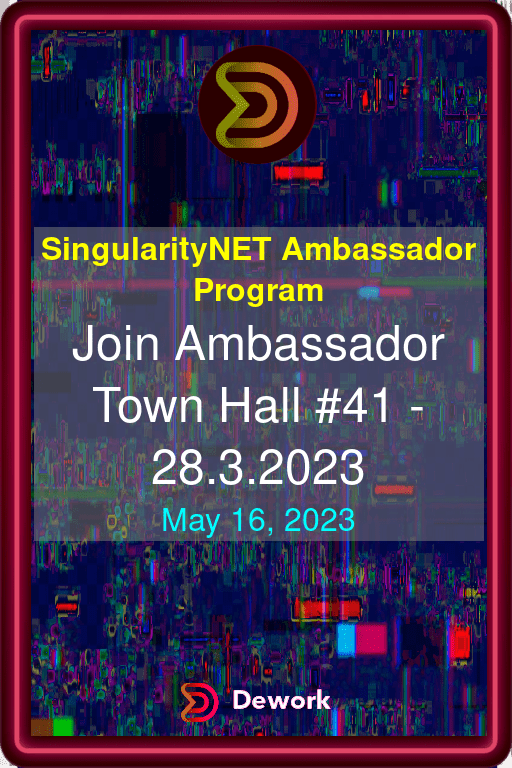 SingularityNET Ambassador
Program
Join Ambassador
Town Hall #41 -
28.3.2023
May 16, 2023
Dework